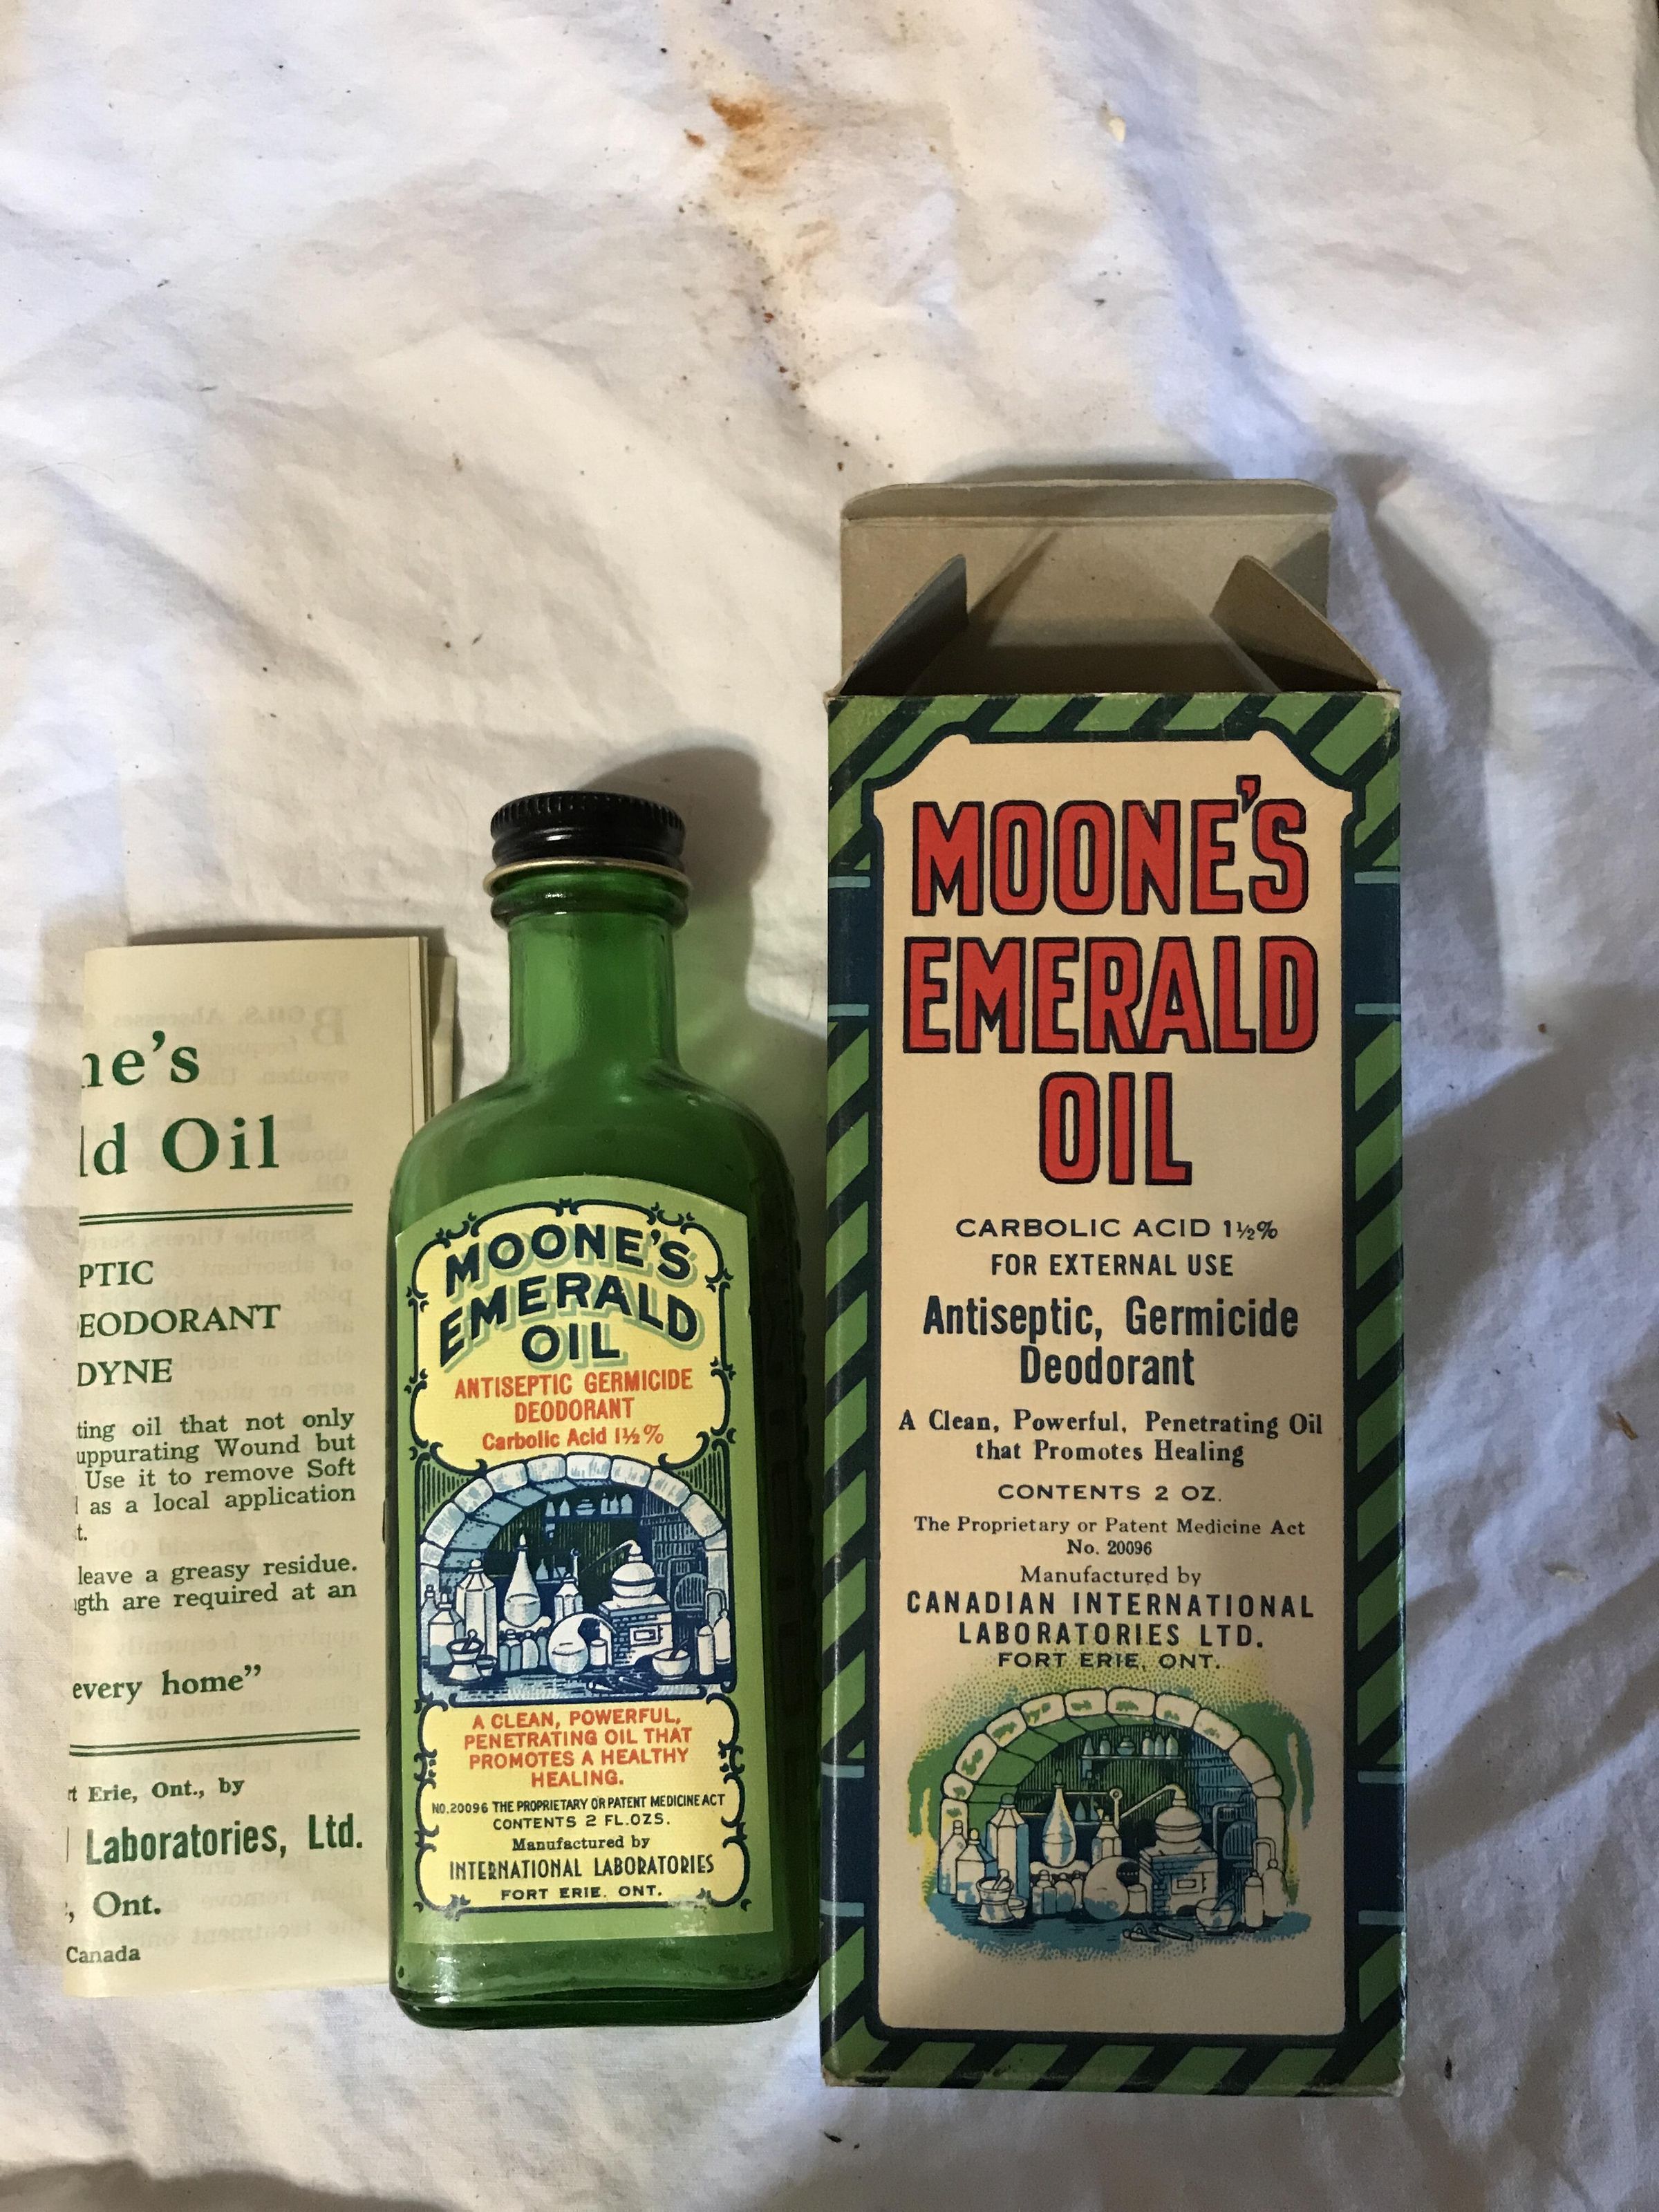 ne's
ld Oil
PTIC
EODORANT
DYNE
ting oil that not only
uppurating Wound but
Use it to remove Soft
as a local application
t.
leave a greasy residue.
gth are required at an
every home”
t Erie, Ont., by
Laboratories, Ltd.
, Ont.
Canada
MOONE'S
EMERALD
OIL
ANTISEPTIC GERMICIDE
DEODORANT
Carbolic Acid 1½%
A CLEAN, POWERFUL,
PENETRATING OIL THAT
PROMOTES A HEALTHY
HEALING.
NO.20096 THE PROPRIETARY OR PATENT MEDICINE ACT
CONTENTS 2 FL.OZS.
Manufactured by
INTERNATIONAL LABORATORIES
FORT ERIE. ONT.
MOONE'S
EMERALD
OIL
CARBOLIC ACID 1½%
FOR EXTERNAL USE
Antiseptic, Germicide
Deodorant
A Clean, Powerful, Penetrating Oil
that Promotes Healing
CONTENTS 2 OZ.
The Proprietary or Patent Medicine Act
No. 20096
Manufactured by
CANADIAN INTERNATIONAL
LABORATORIES LTD.
FORT ERIE, ONT.